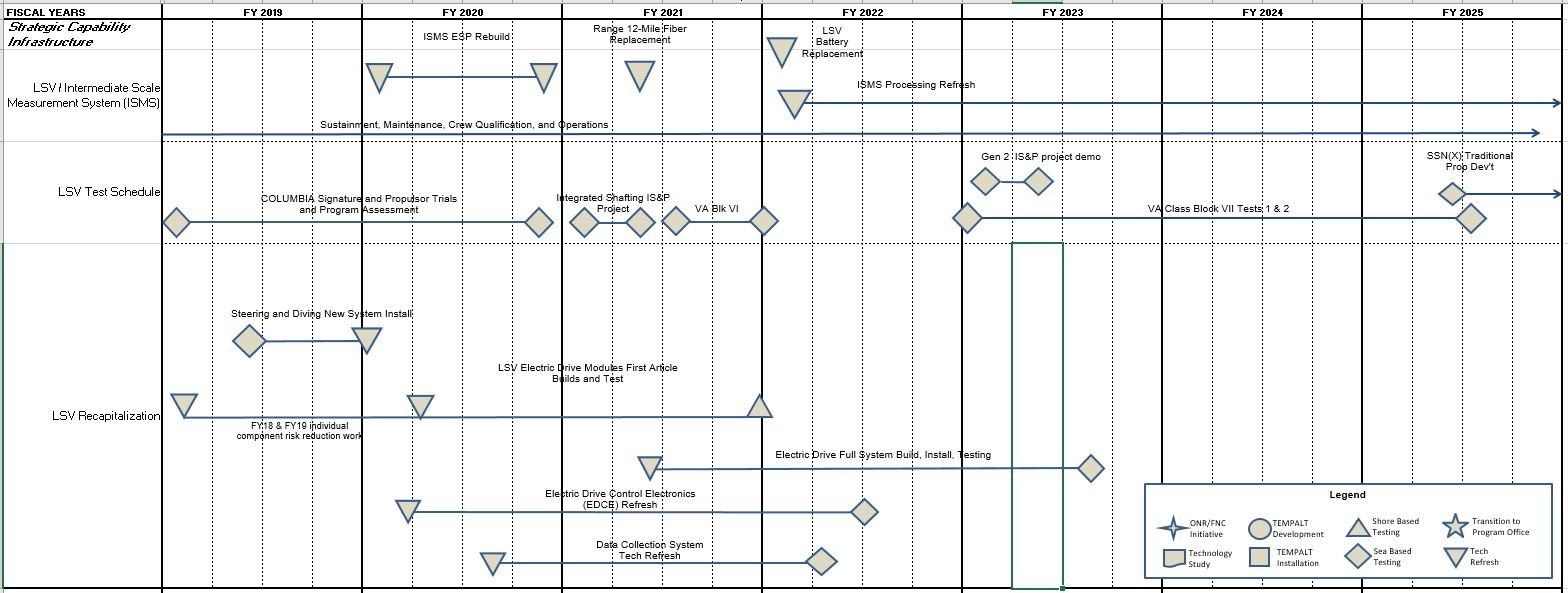 FISCAL YEARS FY 2019 FY 2020 FY 2021 FY 2022 FY 2023 FY 2024 FY 2025
Strategic Capability
Infrastructure
ISMS ESP Rebuild
Range 12-Mile Fiber
Replacement
LSV
Battery
Replacement
LSV / Intermediate Scale
Measurement System (ISMS)
ISMS Processing Refresh
Sustainment, Maintenance, Crew Qualification, and Operations
LSV Test Schedule
COLUMBIA Signature and Propulsor Trials
and Program Assessment
Integrated Shafting IS&P
Project
VA Blk VI
Gen 2 IS&P project demo
VA Class Block VII Tests 1 & 2
SSN(X) Traditional
Prop Dev't
LSV Recapitalization
Steering and Diving New System Install
LSV Electric Drive Modules First Article
Builds and Test
FY18 & FY19 individual
component risk reduction work
Electric Drive Full System Build, Install, Testing
Electric Drive Control Electronics
(EDCE) Refresh
Data Collection System
Tech Refresh
Legend
ONR/FNC
Initiative
TEMPALT
Development
Shore Based
Testing
Transition to
Program Office
Technology
Study
TEMPALT
Installation
Sea Based
Testing
Tech
Refresh